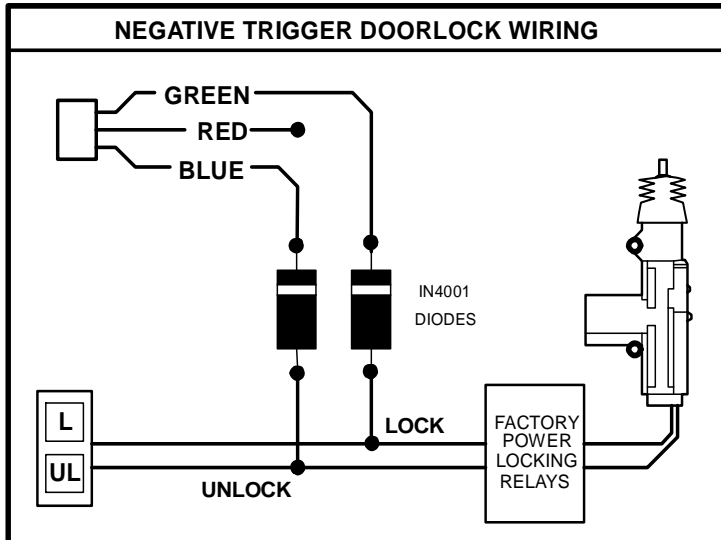 NEGATIVE TRIGGER DOORLOCK WIRING
GREEN
RED
BLUE
IN4001
DIODES
L
UL
LOCK
UNLOCK
FACTORY
POWER
LOCKING
RELAYS